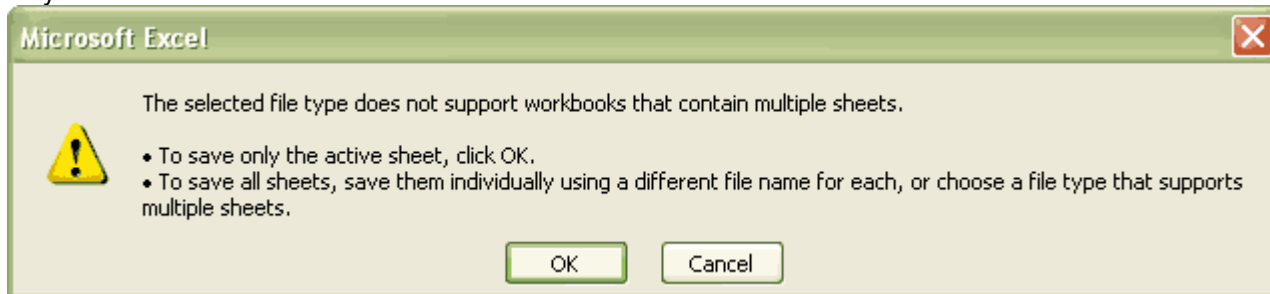 Microsoft Excel
The selected file type does not support workbooks that contain multiple sheets.
• To save only the active sheet, click OK.
• To save all sheets, save them individually using a different file name for each, or choose a file type that supports
multiple sheets.
OK Cancel